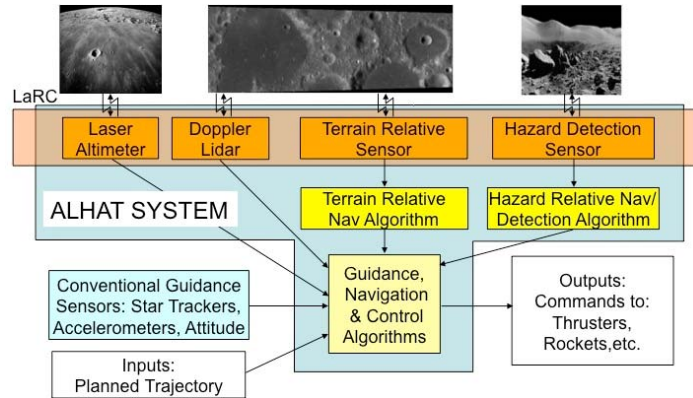 LaRC
Laser
Altimeter
Doppler
Lidar
Terrain Relative
Sensor
Hazard Detection
Sensor
ALHAT SYSTEM
Terrain Relative
Nav Algorithm
Hazard Relative Nav/
Detection Algorithm
Conventional Guidance
Sensors: Star Trackers,
Accelerometers, Attitude
Guidance,
Navigation
& Control
Algorithms
Outputs:
Commands to:
Thrusters,
Rockets,etc.
Inputs:
Planned Trajectory